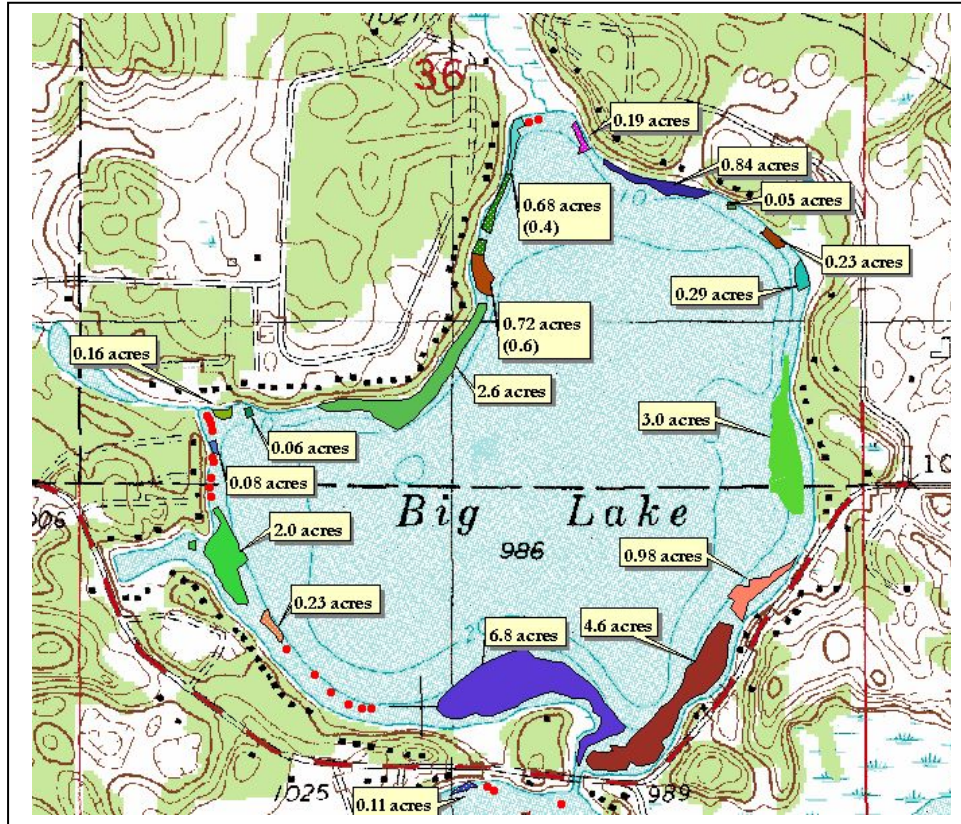 1021
36
0.19 acres
0.84 acres
0.05 acres
0.68 acres
(0.4)
10
0.23 acres
0.29 acres
0.72 acres
(0.6)
0.16 acres
2.6 acres
3.0 acres
0.06 acres
0.08 acres
10
Big Lake
986
2.0 acres
0.98 acres
0.23 acres
4.6 acres
6.8 acres
1025
989
0.11 acres